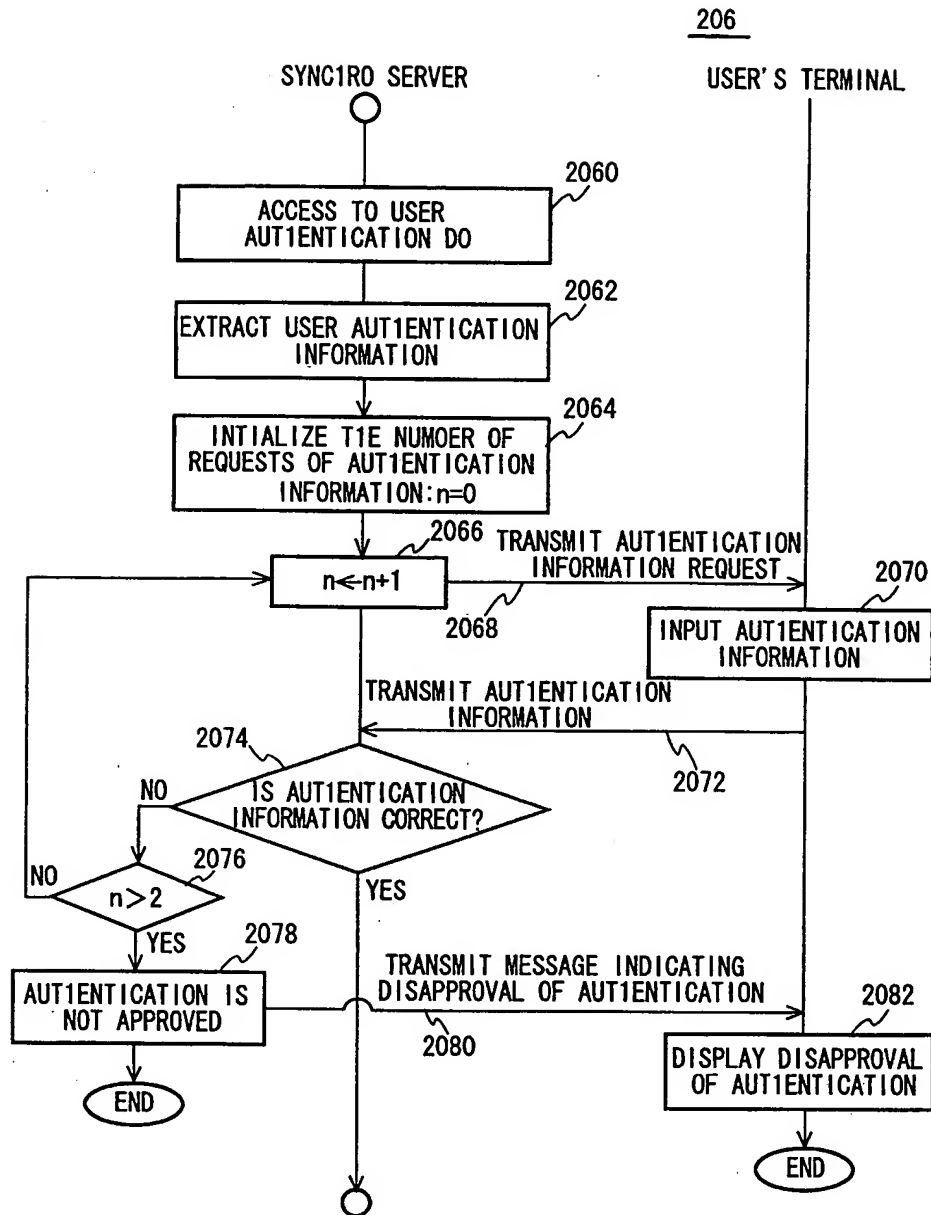 206
SYNC1RO SERVER
USER'S TERMINAL
2060
ACCESS TO USER
AUT1ENTICATION DO
2062
EXTRACT USER AUT1ENTICATION
INFORMATION
2064
INTIALIZE T1E NUMOER OF
REQUESTS OF AUT1ENTICATION
INFORMATION:n=0
2066
n←n+1
TRANSMIT AUT1ENTICATION
INFORMATION REQUEST
2068
2070
INPUT AUT1ENTICATION
INFORMATION
TRANSMIT AUT1ENTICATION
INFORMATION
2072
2074
IS AUT1ENTICATION
INFORMATION CORRECT?
NO
YES
2076
n>2
NO
YES
2078
AUT1ENTICATION IS
NOT APPROVED
TRANSMIT MESSAGE INDICATING
DISAPPROVAL OF AUT1ENTICATION
2080
2082
DISPLAY DISAPPROVAL
OF AUT1ENTICATION
END
END